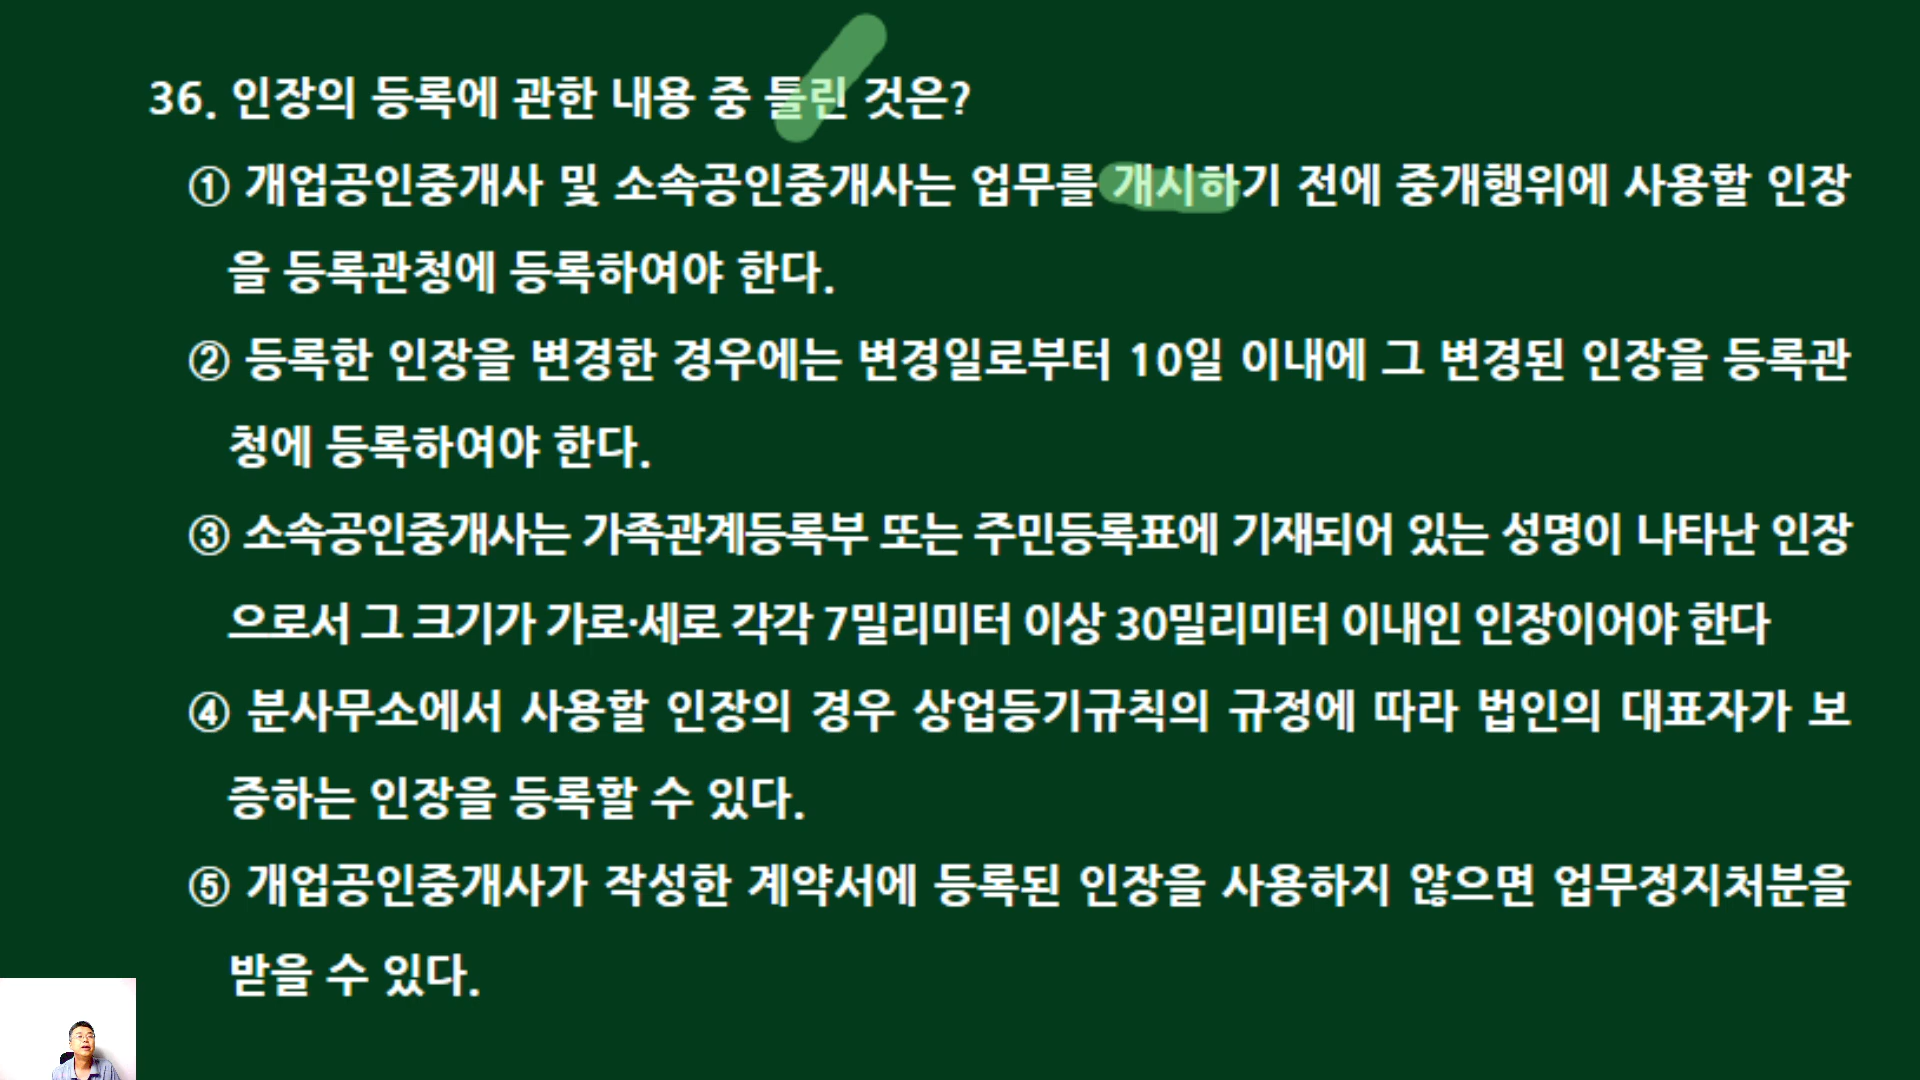 36. 인장의 등록에 관한 내용 중 틀린 것은?
① 개업공인중개사 및 소속공인중개사는 업무를 개시하기 전에 중개행위에 사용할 인장
을 등록관청에 등록하여야 한다.
② 등록한 인장을 변경한 경우에는 변경일로부터 10일 이내에 그 변경된 인장을 등록관
청에 등록하여야 한다.
③ 소속공인중개사는 가족관계등록부 또는 주민등록표에 기재되어 있는 성명이 나타난 인장
으로서 그 크기가 가로·세로 각각 7밀리미터 이상 30밀리미터 이내인 인장이어야 한다
④ 분사무소에서 사용할 인장의 경우 상업등기규칙의 규정에 따라 법인의 대표자가 보
증하는 인장을 등록할 수 있다.
⑤ 개업공인중개사가 작성한 계약서에 등록된 인장을 사용하지 않으면 업무정지처분을
받을 수 있다.